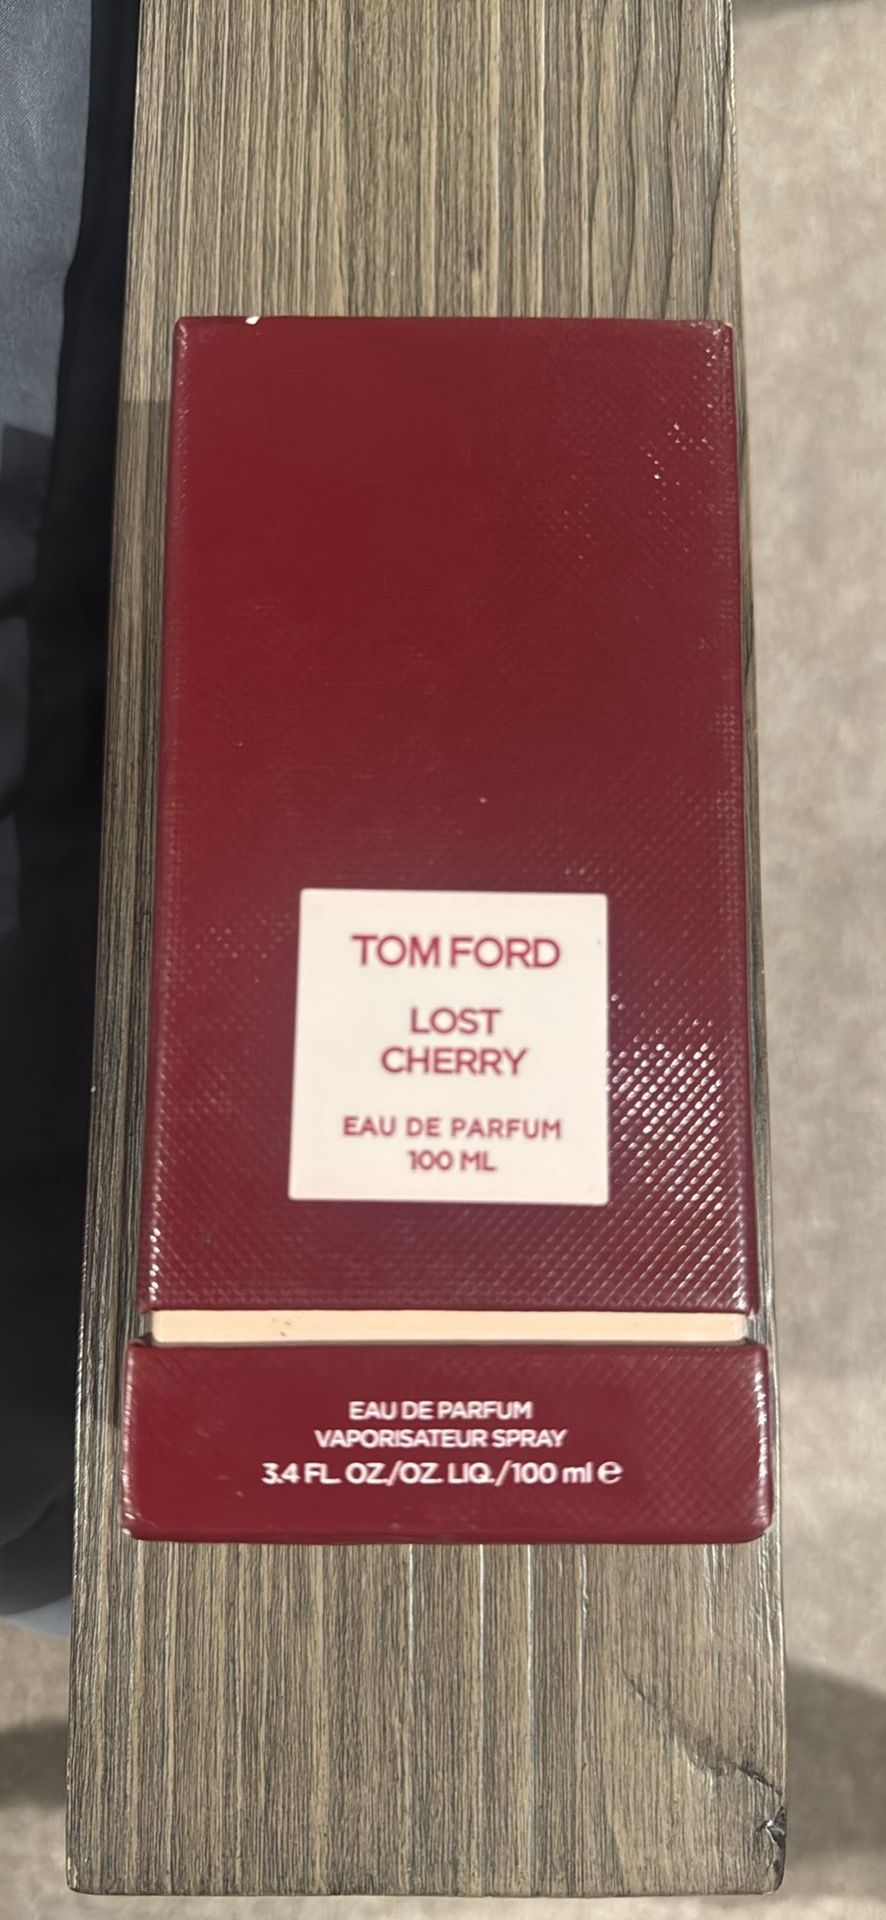 TOM FORD
LOST
CHERRY
EAU DE PARFUM
100 ML
EAU DE PARFUM
VAPORISATEUR SPRAY
3.4 FL. OZ./OZ. LIQ./100 ml ℮